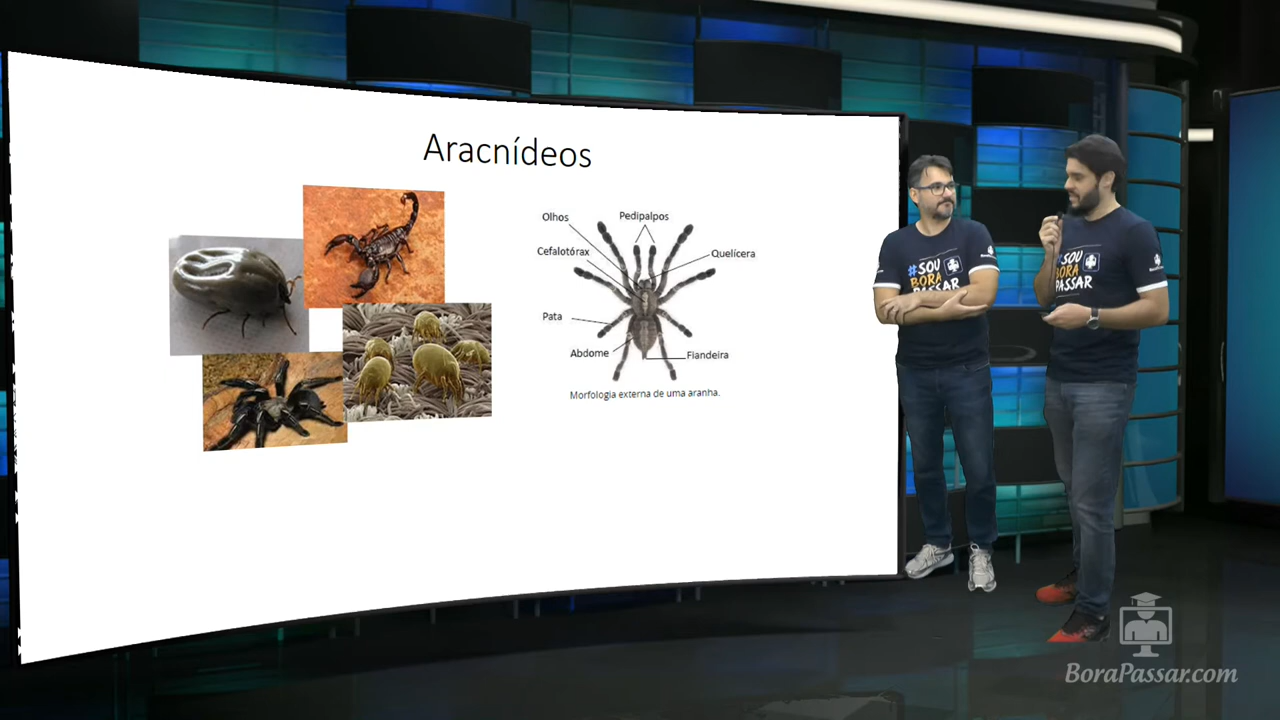 Aracnídeos
Olhos
Pedipalpos
Cefalotórax
Quelícera
Pata
Abdome
Fiandeira
Morfologia externa de uma aranha.
#SOU
BORA
PASSAR
#SOU
BORA
PASSAR
BoraPassar.com